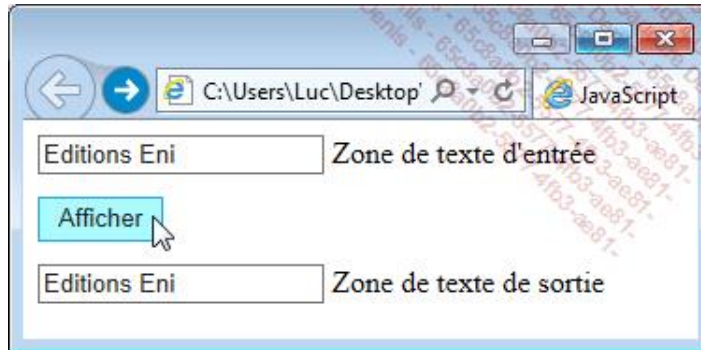 C:\Users\Luc\Desktop'
JavaScript
Editions Eni Zone de texte d'entrée
Afficher
Editions Eni Zone de texte de sortie